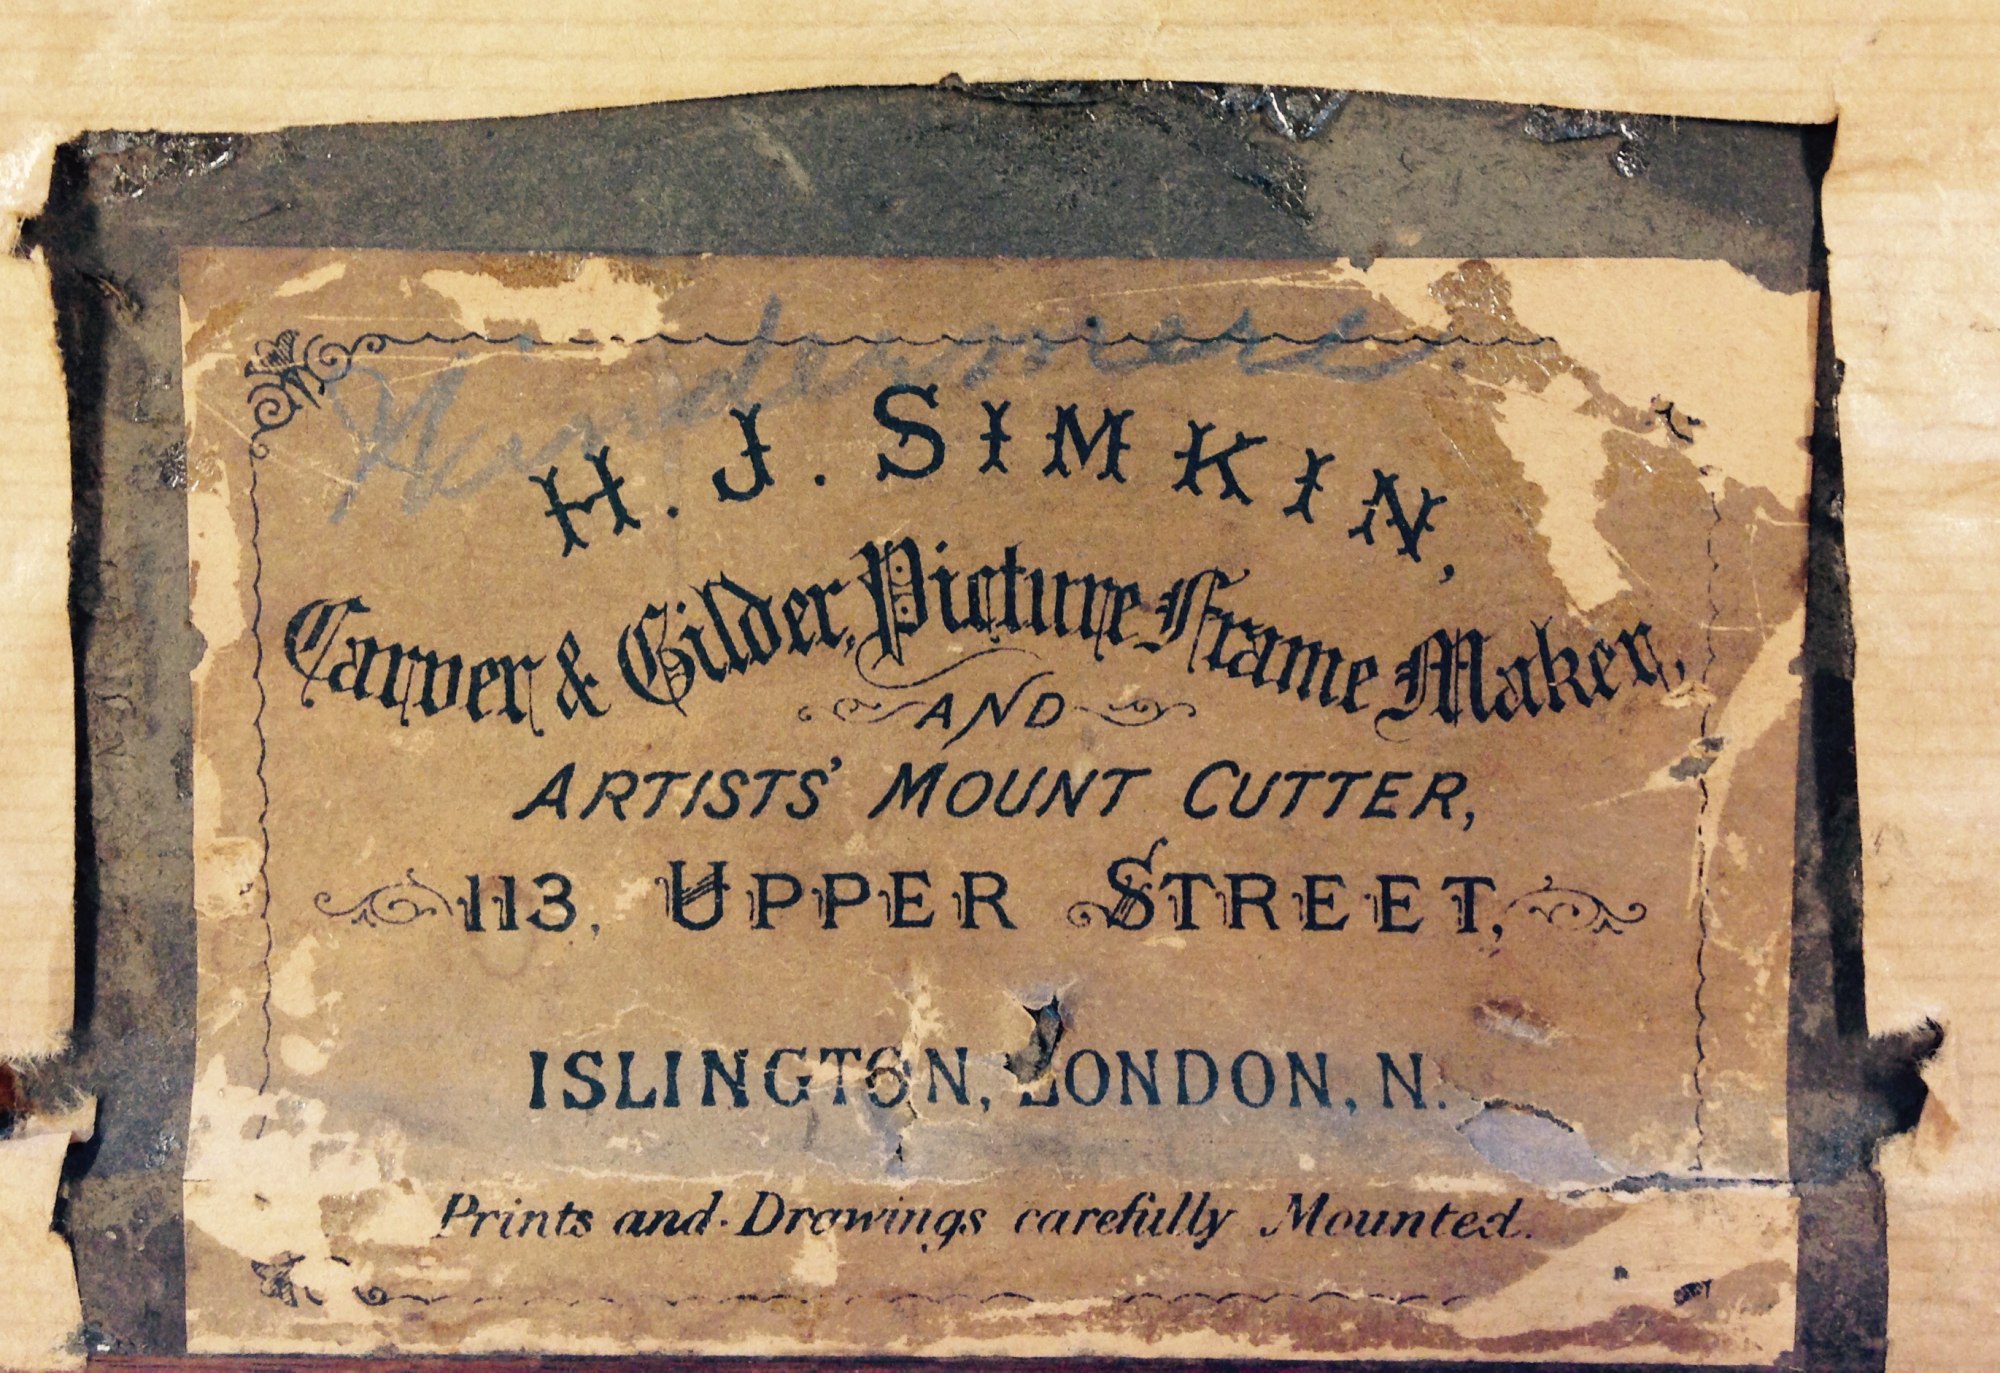 H. J. SIMKIN,
Carver & Gilder, Picture Frame Maker,
AND
ARTISTS' MOUNT CUTTER,
113, UPPER STREET,
ISLINGTON, LONDON, N.
Prints and Drawings carefully Mounted.